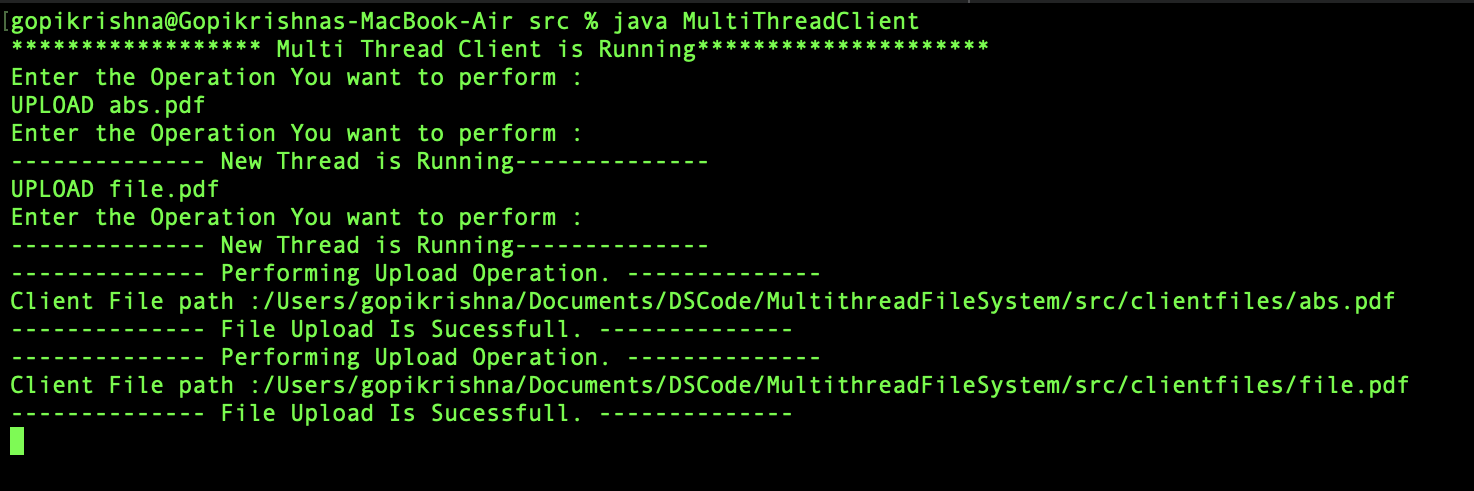 [gopikrishna@Gopikrishnas-MacBook-Air src % java MultiThreadClient
****************** Multi Thread Client is Running*********************
Enter the Operation You want to perform :
UPLOAD abs.pdf
Enter the Operation You want to perform :
-------------- New Thread is Running--------------
UPLOAD file.pdf
Enter the Operation You want to perform :
-------------- New Thread is Running--------------
-------------- Performing Upload Operation. --------------
Client File path :/Users/gopikrishna/Documents/DSCode/MultithreadFileSystem/src/clientfiles/abs.pdf
-------------- File Upload Is Sucessfull. --------------
-------------- Performing Upload Operation. --------------
Client File path :/Users/gopikrishna/Documents/DSCode/MultithreadFileSystem/src/clientfiles/file.pdf
-------------- File Upload Is Sucessfull. --------------